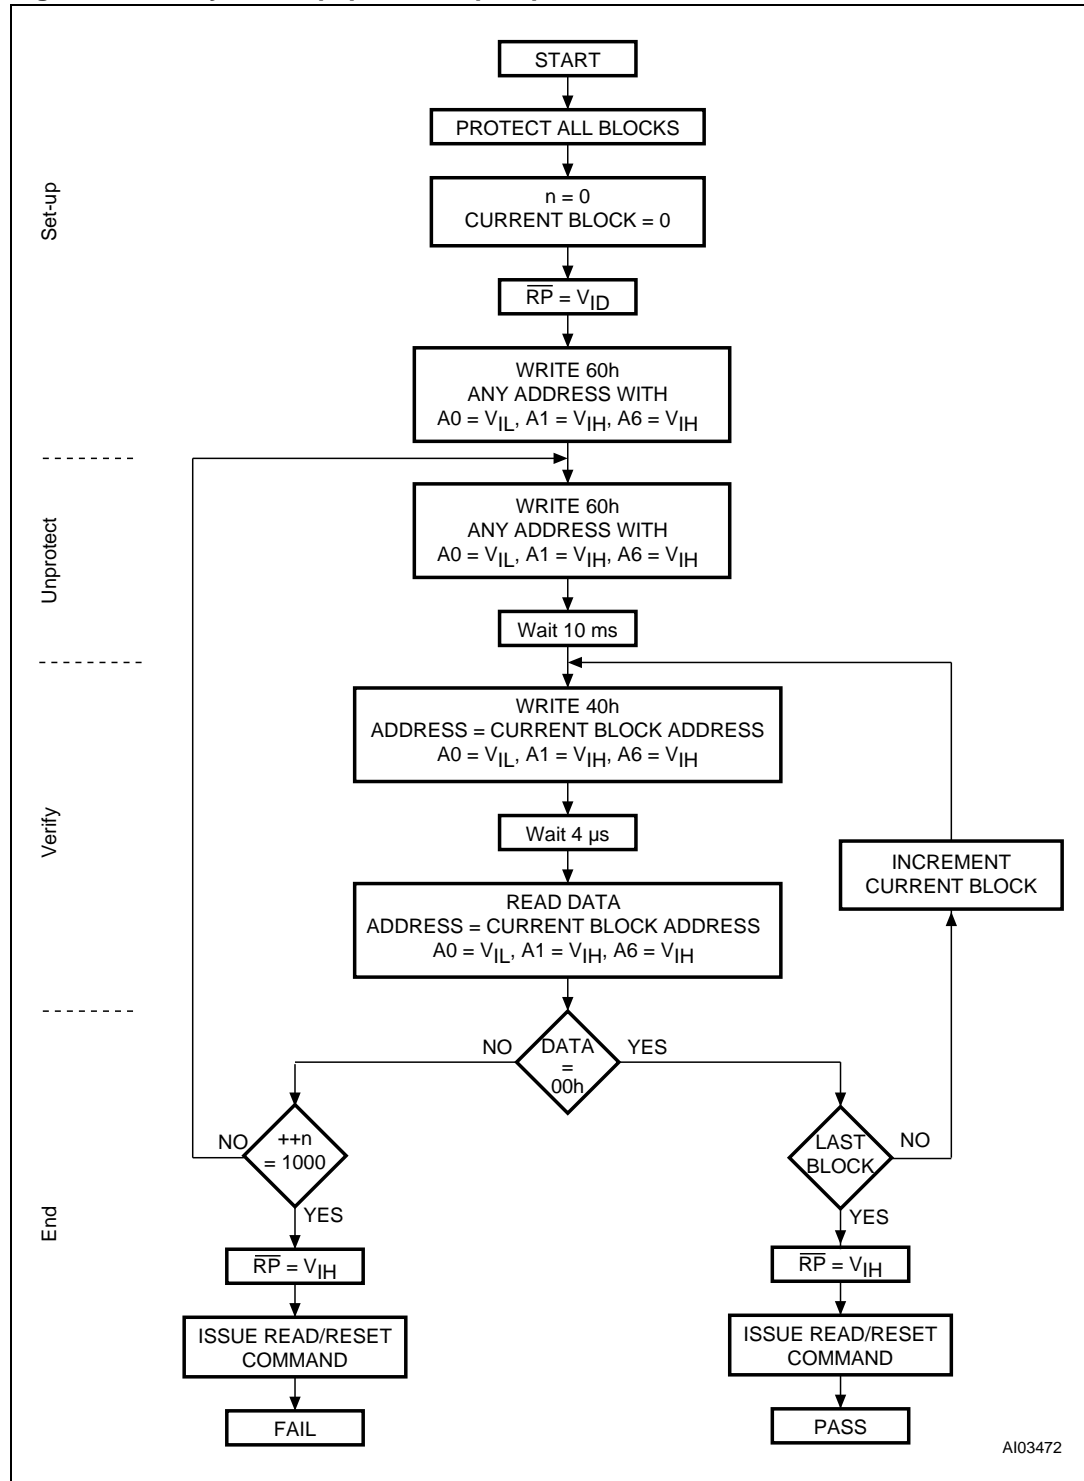 START
PROTECT ALL BLOCKS
n = 0
CURRENT BLOCK = 0
Set-up
RP = VID
WRITE 60h
ANY ADDRESS WITH
A0 = VIL, A1 = VIH, A6 = VIH
WRITE 60h
ANY ADDRESS WITH
A0 = VIL, A1 = VIH, A6 = VIH
Unprotect
Wait 10 ms
WRITE 40h
ADDRESS = CURRENT BLOCK ADDRESS
A0 = VIL, A1 = VIH, A6 = VIH
Verify
Wait 4 µs
INCREMENT
CURRENT BLOCK
READ DATA
ADDRESS = CURRENT BLOCK ADDRESS
A0 = VIL, A1 = VIH, A6 = VIH
NO
DATA
=
00h
YES
NO
++n
= 1000
YES
LAST
BLOCK
NO
YES
End
RP = VIH
RP = VIH
ISSUE READ/RESET
COMMAND
ISSUE READ/RESET
COMMAND
FAIL
PASS
AI03472